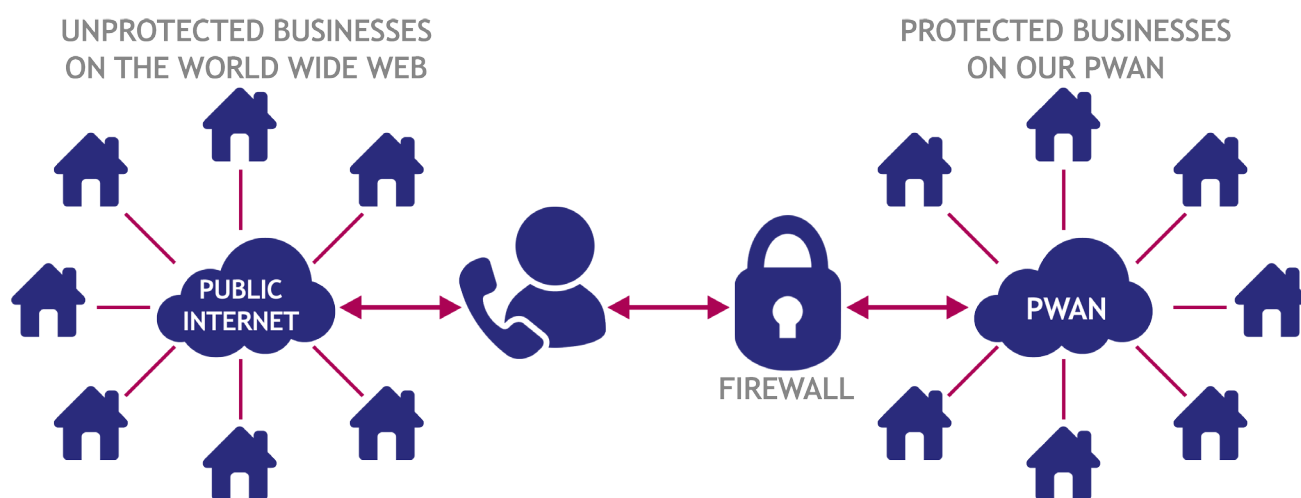 UNPROTECTED BUSINESSES
ON THE WORLD WIDE WEB
PROTECTED BUSINESSES
ON OUR PWAN
PUBLIC
INTERNET
PWAN
FIREWALL